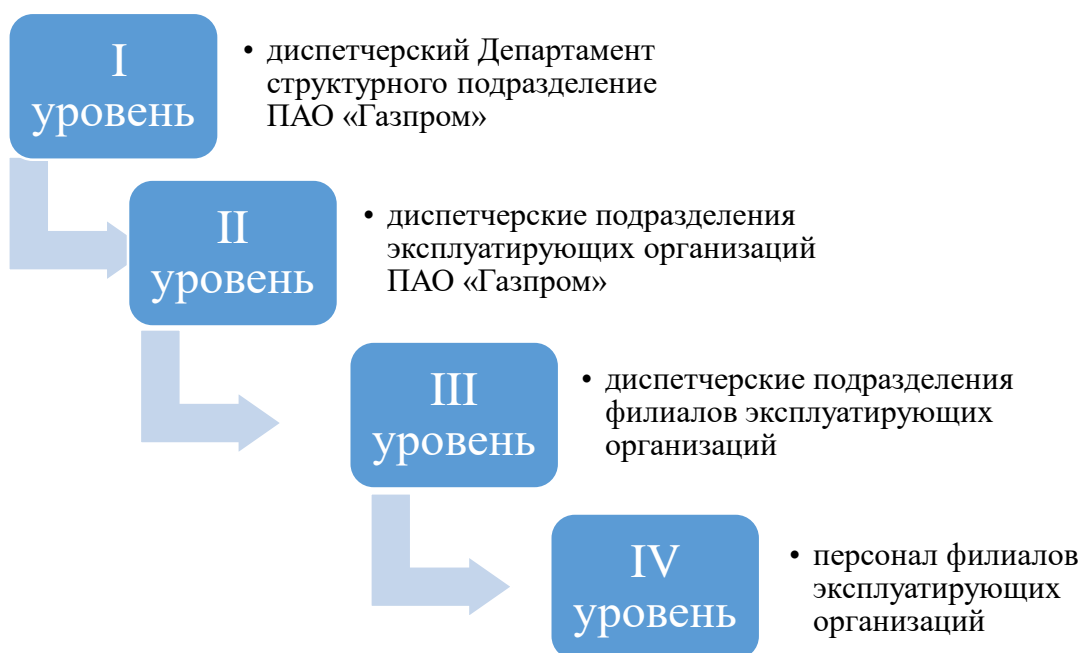 I
уровень
• диспетчерский Департамент
структурного подразделение
ПАО «Газпром»
II
уровень
• диспетчерские подразделения
эксплуатирующих организаций
ПАО «Газпром»
III
уровень
• диспетчерские подразделения
филиалов эксплуатирующих
организаций
IV
уровень
• персонал филиалов
эксплуатирующих
организаций